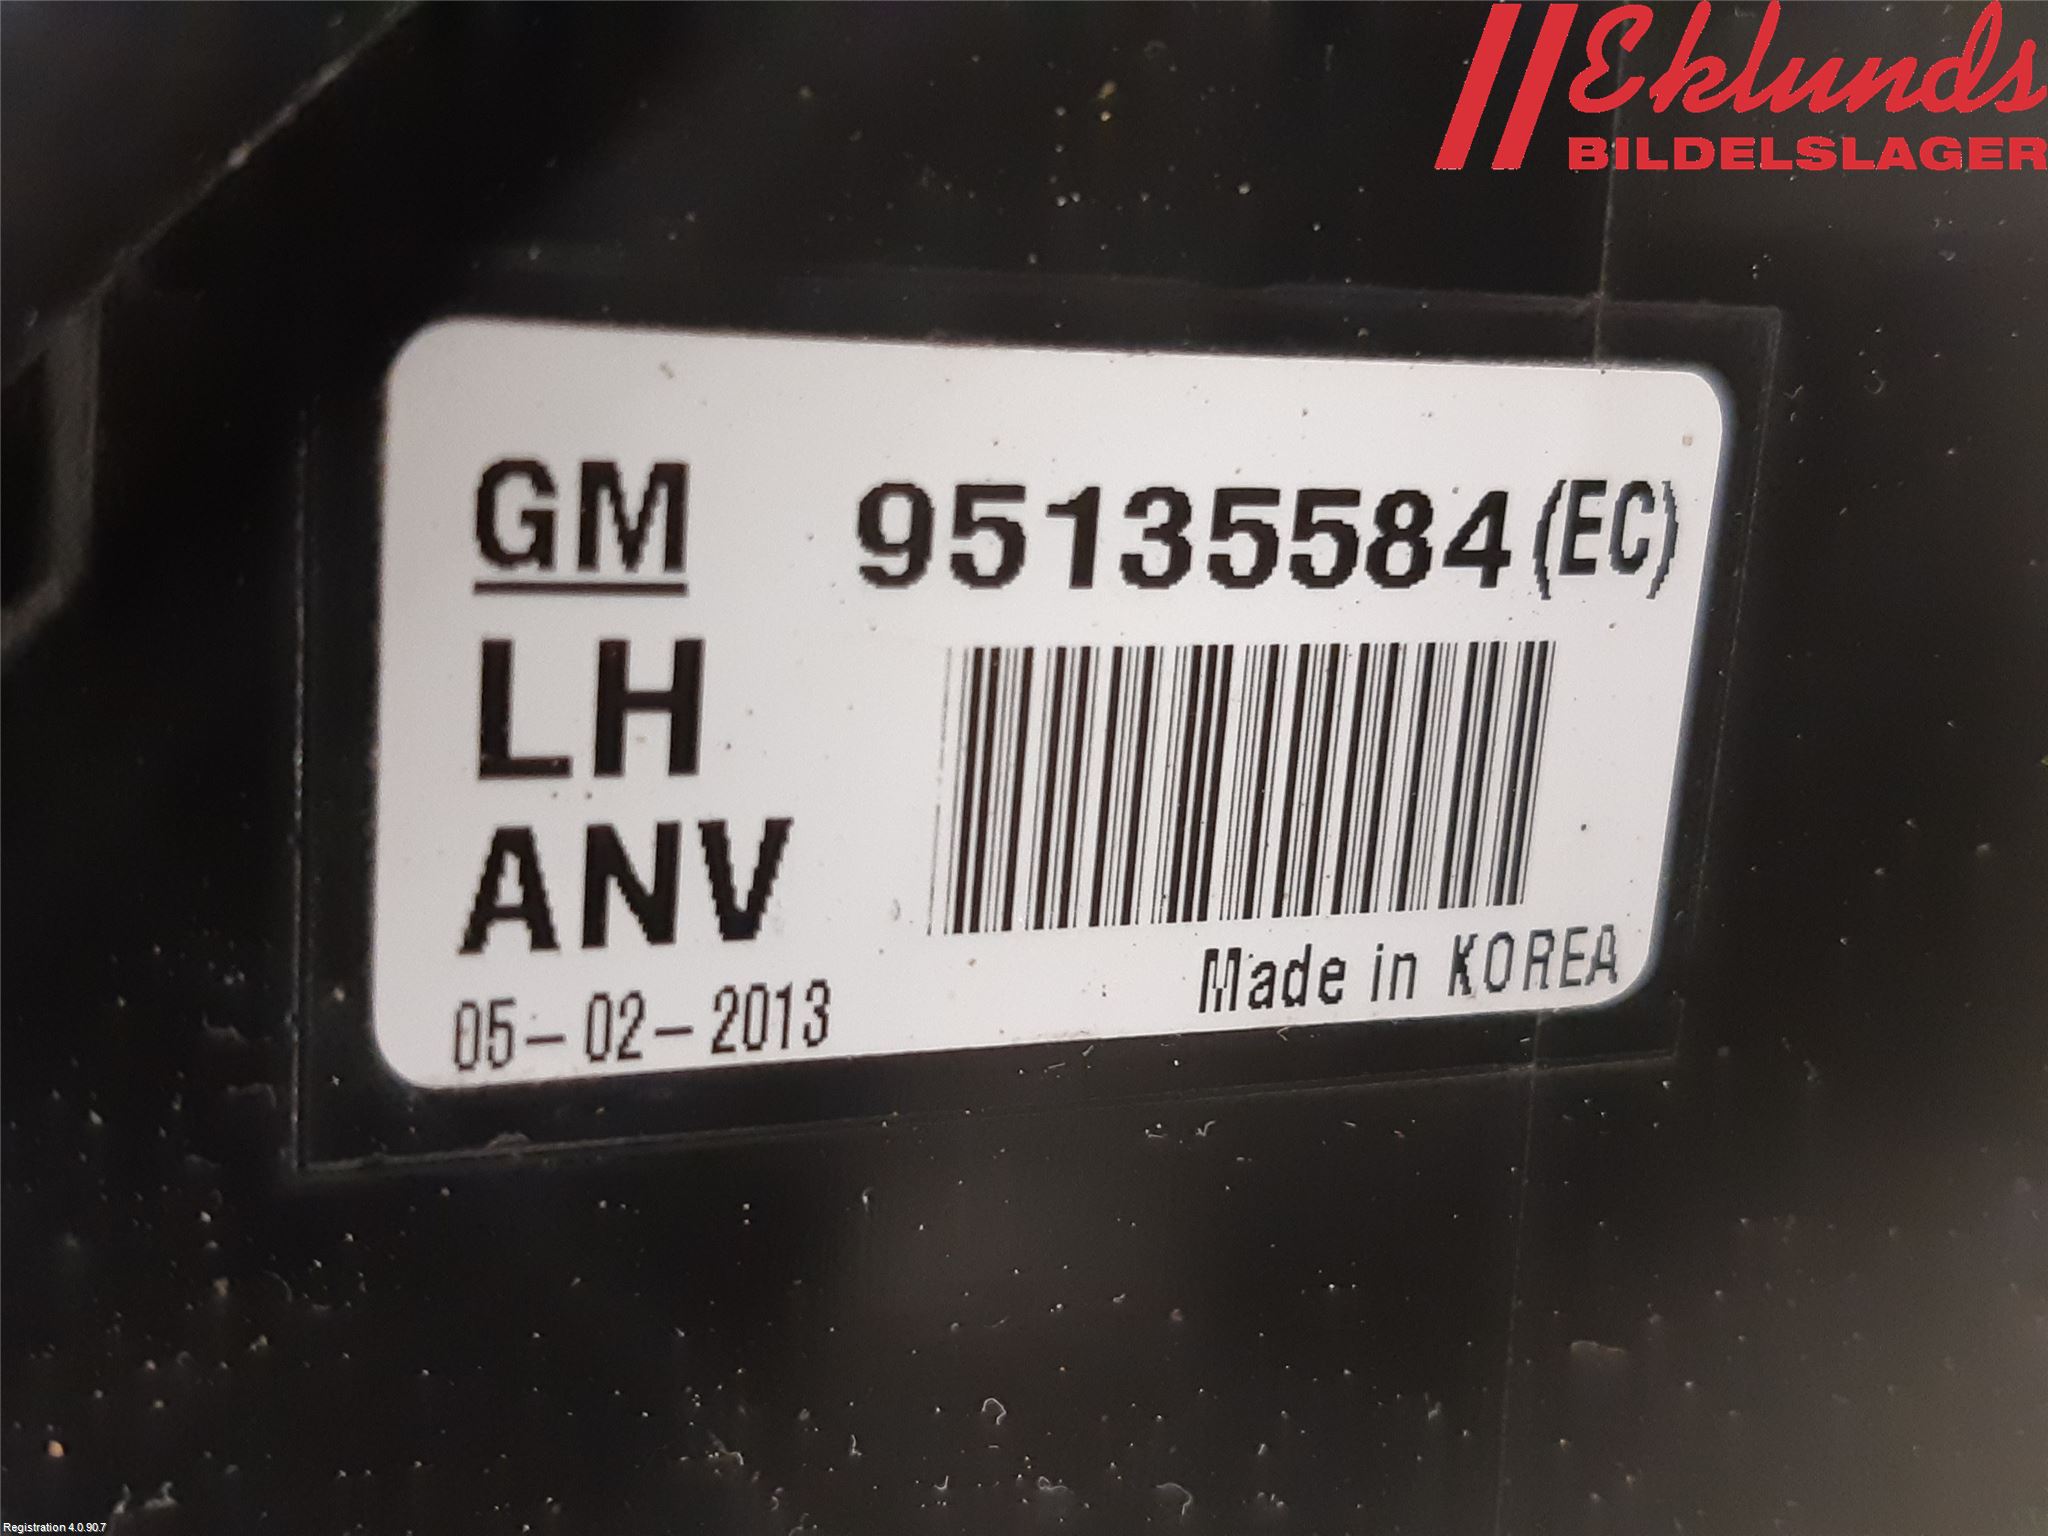 Eklunds
BILDELSLAGER
GM 95135584(EC)
LH
ANV
Made in KOREA
05-02-2013
Registration 4.0.90.7